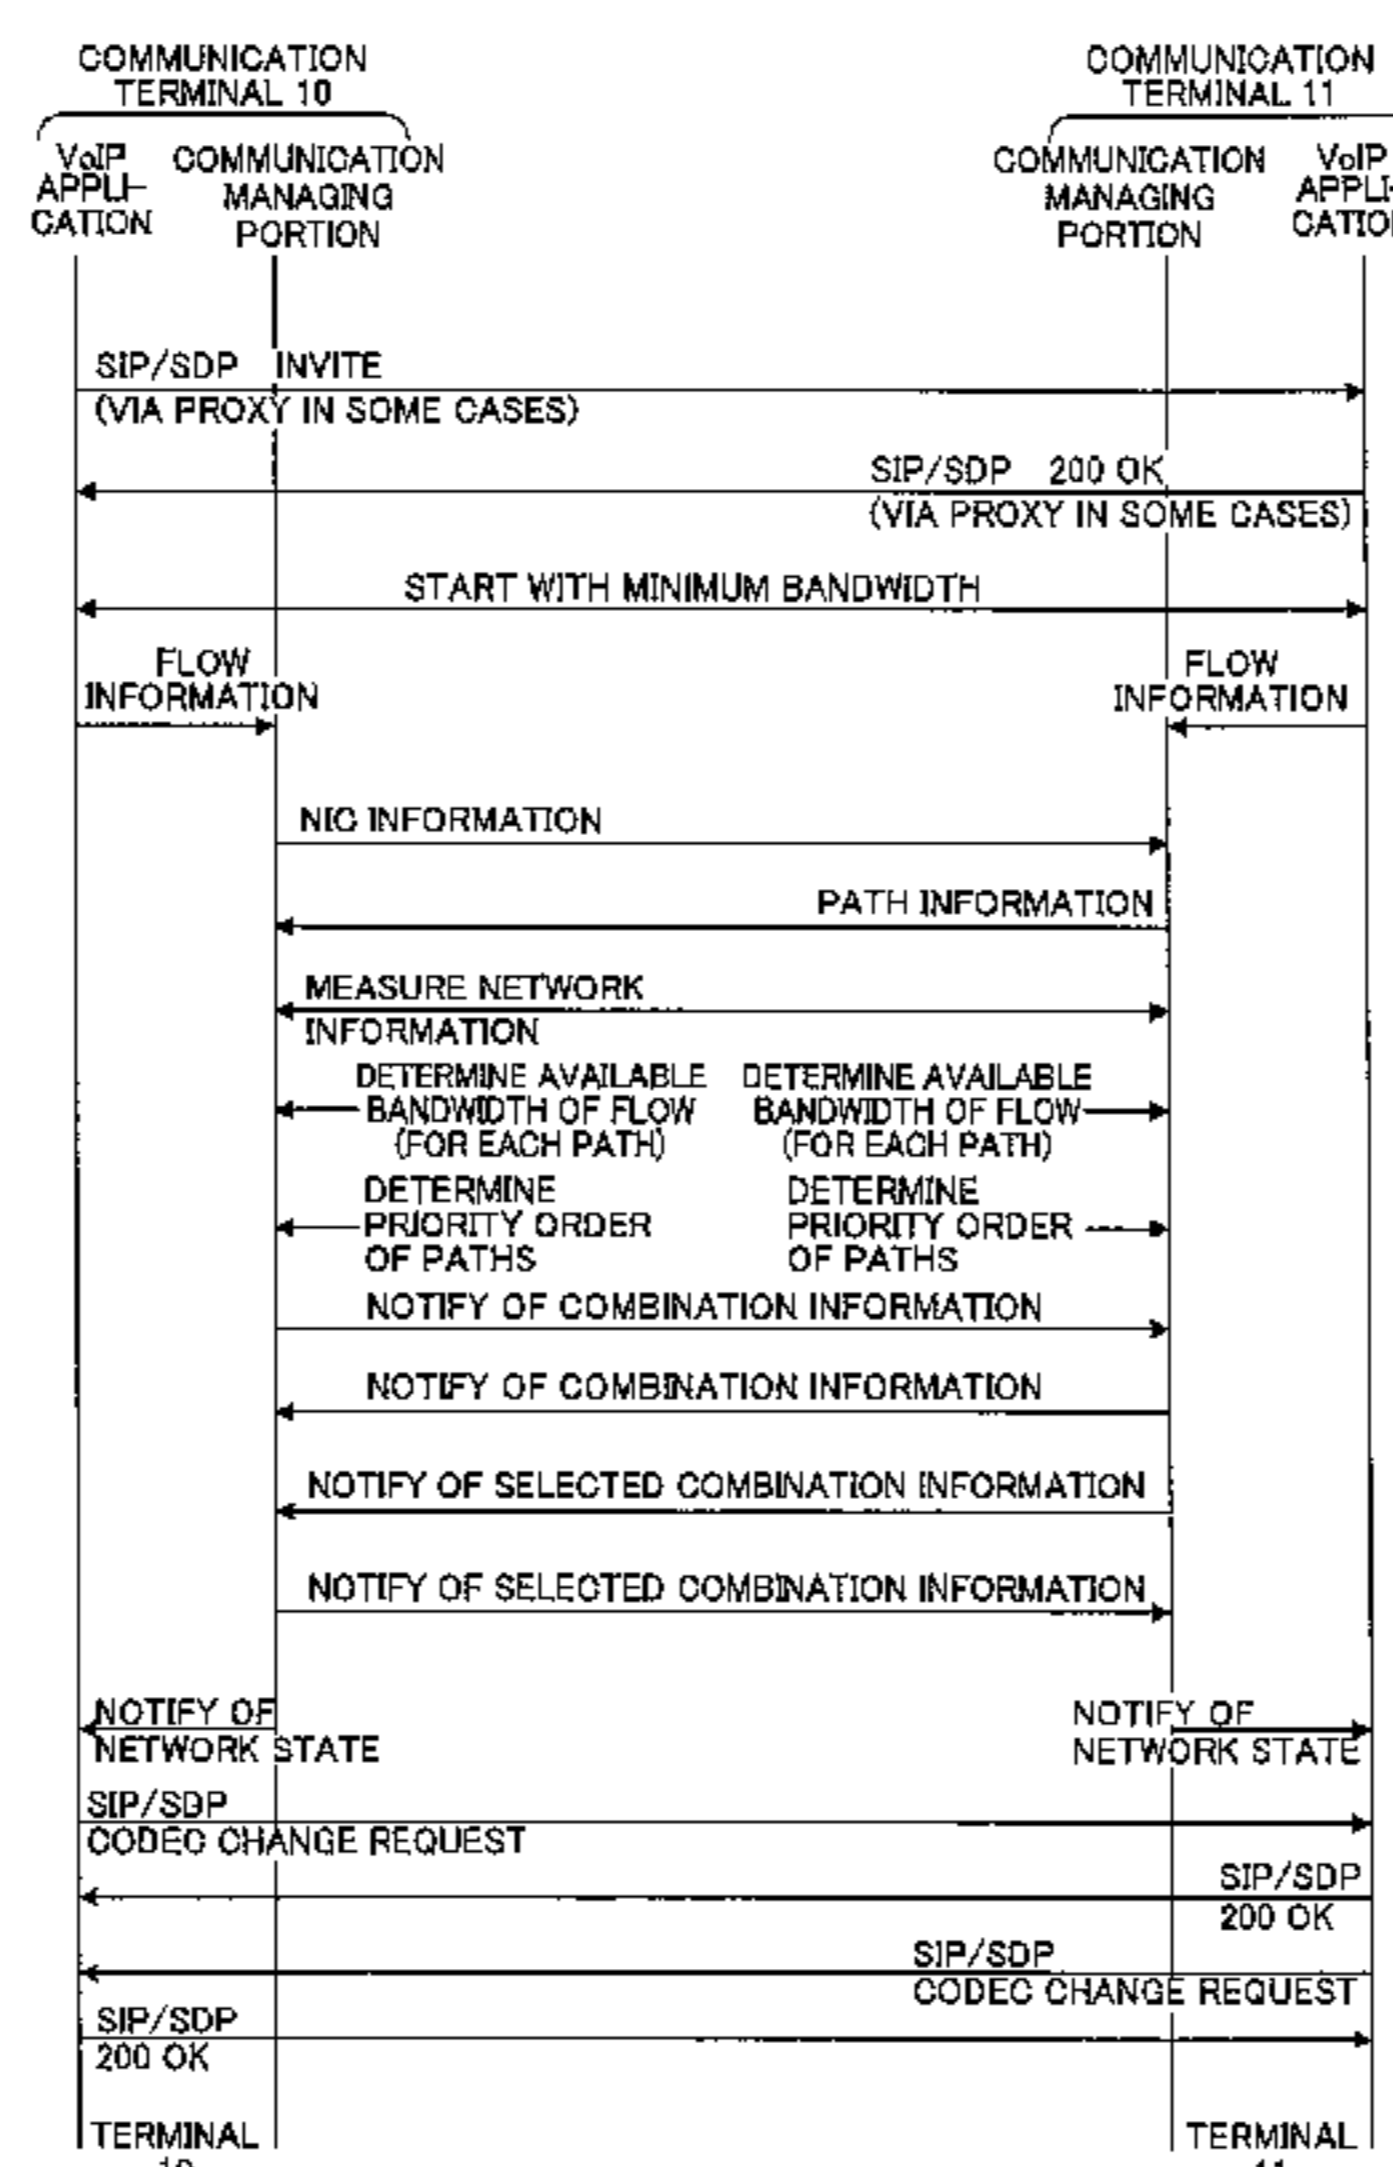 COMMUNICATION
TERMINAL 10
COMMUNICATION
TERMINAL 11
VoIP
APPLI-
CATION
COMMUNICATION
MANAGING
PORTION
COMMUNICATION
MANAGING
PORTION
VoIP
APPLI-
CATION
SIP/SDP INVITE
(VIA PROXY IN SOME CASES)
SIP/SDP 200 OK
(VIA PROXY IN SOME CASES)
START WITH MINIMUM BANDWIDTH
FLOW
INFORMATION
FLOW
INFORMATION
NIC INFORMATION
PATH INFORMATION
MEASURE NETWORK
INFORMATION
DETERMINE AVAILABLE
BANDWIDTH OF FLOW
(FOR EACH PATH)
DETERMINE AVAILABLE
BANDWIDTH OF FLOW
(FOR EACH PATH)
DETERMINE
PRIORITY ORDER
OF PATHS
DETERMINE
PRIORITY ORDER
OF PATHS
NOTIFY OF COMBINATION INFORMATION
NOTIFY OF COMBINATION INFORMATION
NOTIFY OF SELECTED COMBINATION INFORMATION
NOTIFY OF SELECTED COMBINATION INFORMATION
NOTIFY OF
NETWORK STATE
NOTIFY OF
NETWORK STATE
SIP/SDP
CODEC CHANGE REQUEST
SIP/SDP
200 OK
SIP/SDP
CODEC CHANGE REQUEST
SIP/SDP
200 OK
TERMINAL
10
TERMINAL
11